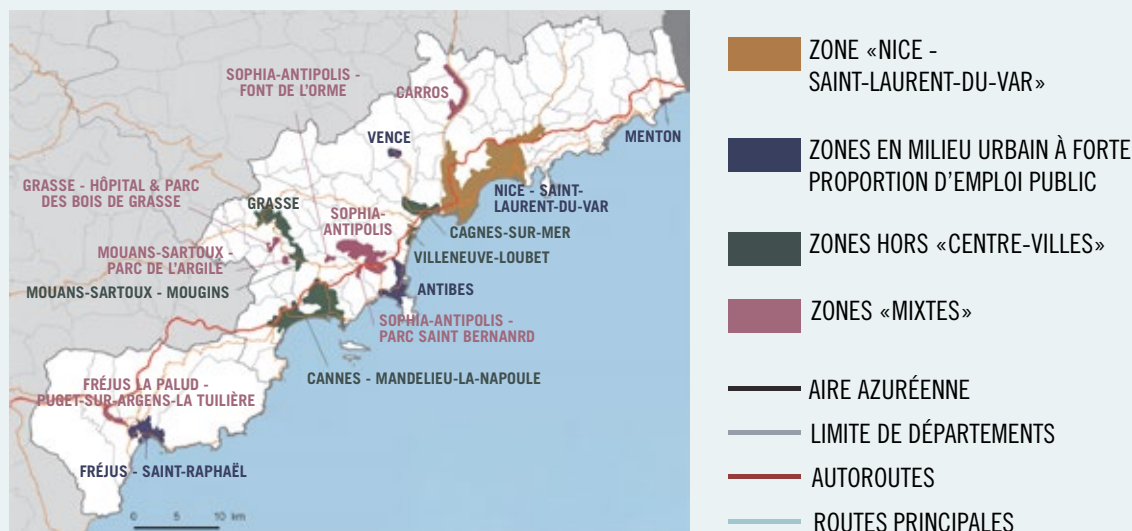 SOPHIA-ANTIPOLIS -
FONT DE L'ORME
CARROS
VENCE
MENTON
GRASSE - HÔPITAL & PARC
DES BOIS DE GRASSE
GRASSE
NICE - SAINT-
LAURENT-DU-VAR
SOPHIA-
ANTIPOLIS
CAGNES-SUR-MER
MOUANS-SARTOUX -
PARC DE L'ARGILE
VILLENEUVE-LOUBET
MOUANS-SARTOUX - MOUGINS
ANTIBES
SOPHIA-ANTIPOLIS -
PARC SAINT BERNANRD
CANNES - MANDELIEU-LA-NAPOULE
FRÉJUS LA PALUD -
PUGET-SUR-ARGENS-LA TUILIÈRE
FRÉJUS - SAINT-RAPHAËL
0 5 10 km
ZONE «NICE -
SAINT-LAURENT-DU-VAR»
ZONES EN MILIEU URBAIN À FORTE
PROPORTION D'EMPLOI PUBLIC
ZONES HORS «CENTRE-VILLES»
ZONES «MIXTES»
AIRE AZURÉENNE
LIMITE DE DÉPARTEMENTS
AUTOROUTES
ROUTES PRINCIPALES